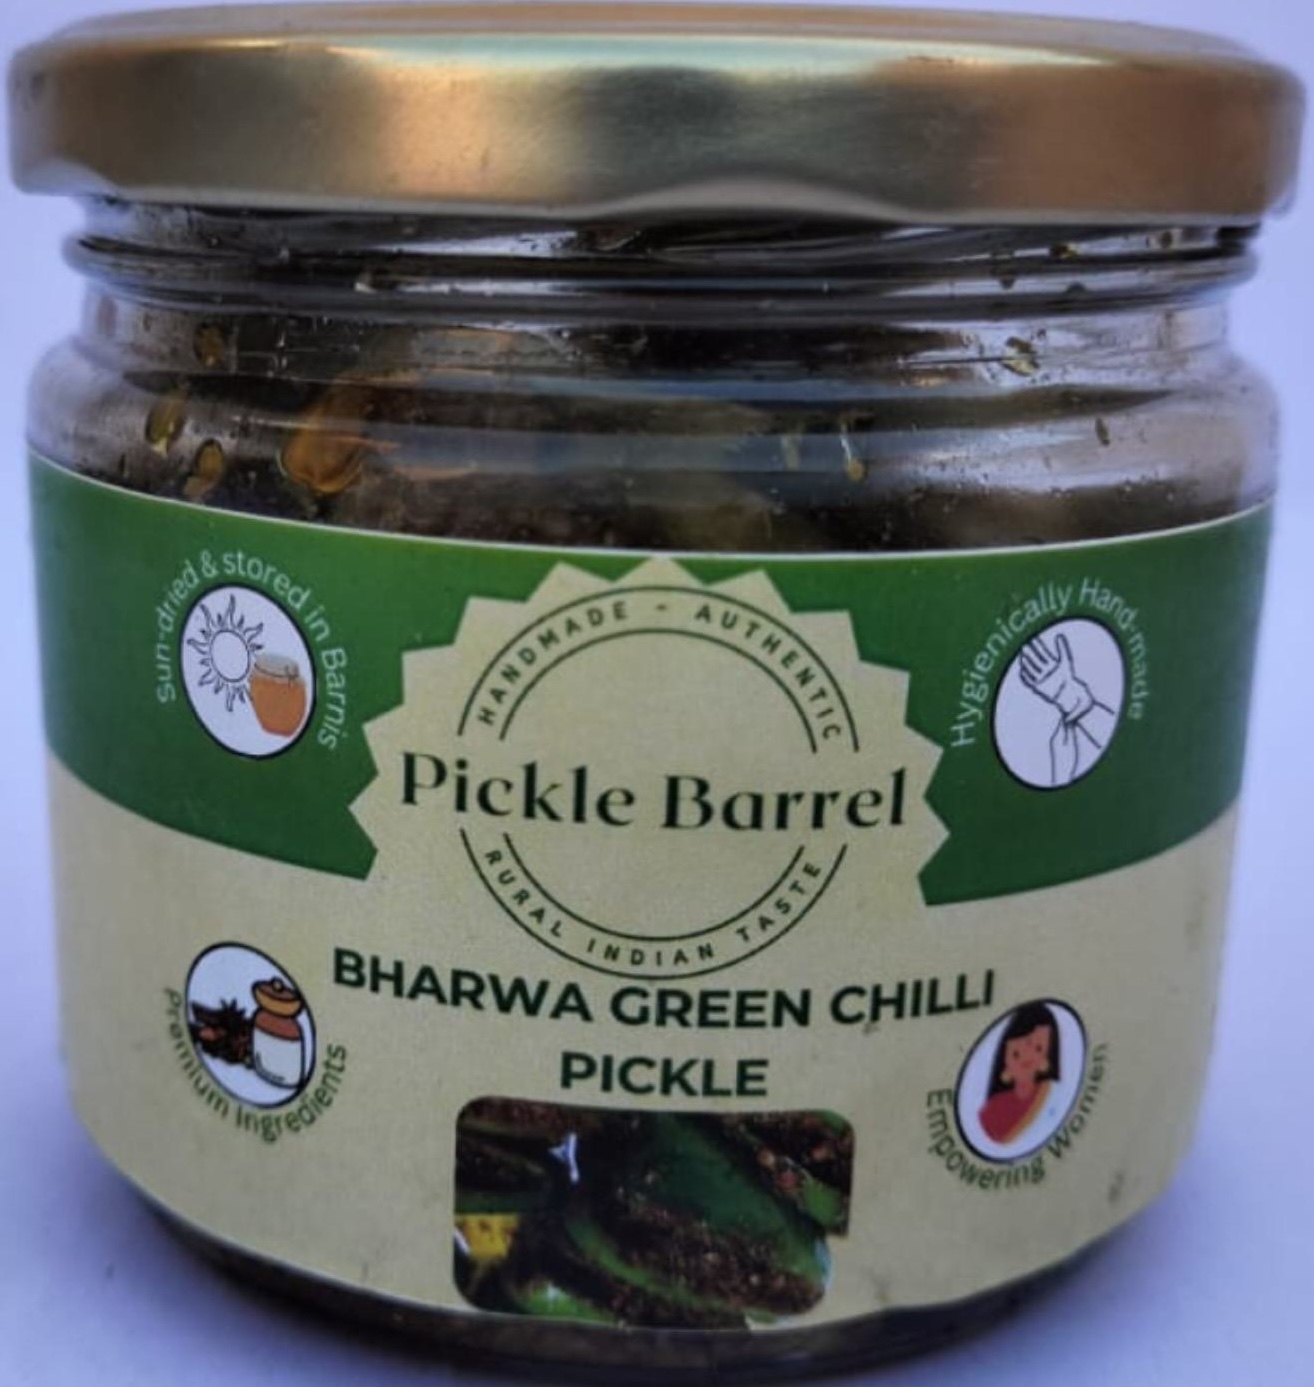 Sun-dried & stored in Barnis
HANDMADE - AUTHENTIC
Hygienically Hand-made
Pickle Barrel
RURAL INDIAN TASTE
BHARWA GREEN CHILLI
PICKLE
Premium Ingredients
Empowering Women